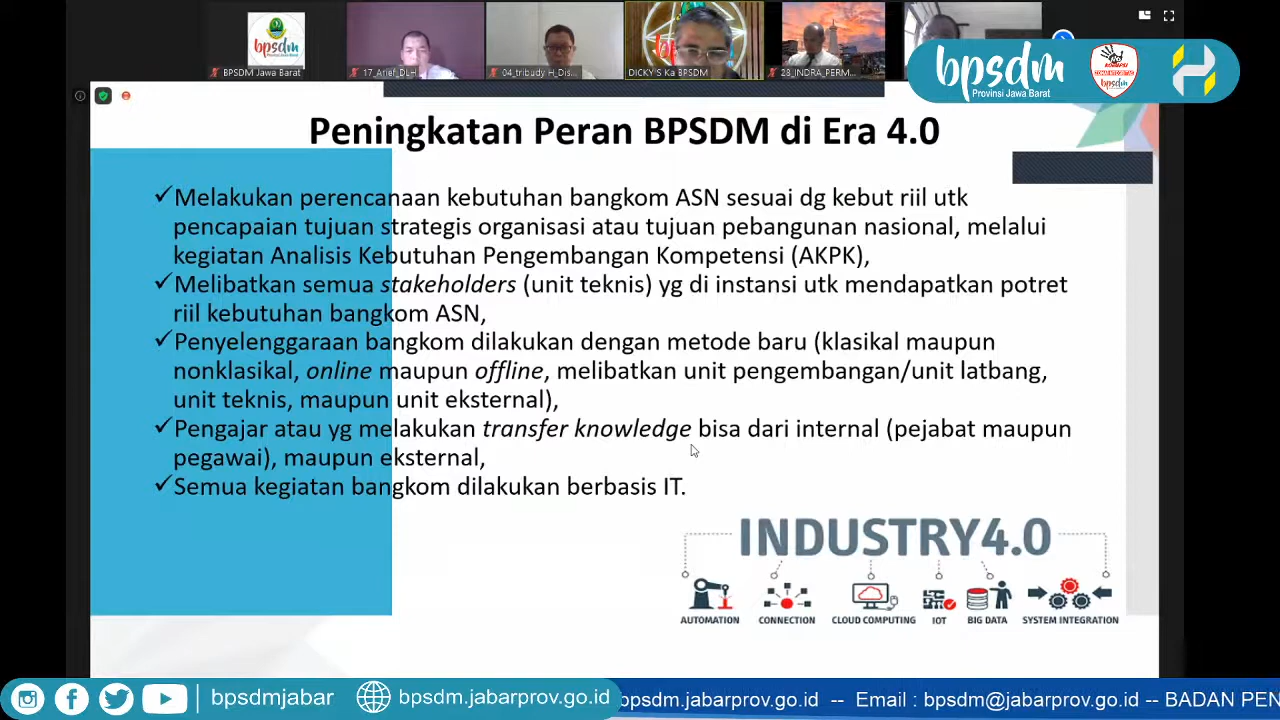 bpsdm
BPSDM Jawa Barat
17_Arief_DLH
04_tribudy H_Dis...
DICKY S Ka BPSDM
23_INDRA_PERM...
bpsdm
Provinsi Jawa Barat
bpsdm
Peningkatan Peran BPSDM di Era 4.0
✓Melakukan perencanaan kebutuhan bangkom ASN sesuai dg kebut riil utk
pencapaian tujuan strategis organisasi atau tujuan pebangunan nasional, melalui
kegiatan Analisis Kebutuhan Pengembangan Kompetensi (AKPK),
✓Melibatkan semua stakeholders (unit teknis) yg di instansi utk mendapatkan potret
riil kebutuhan bangkom ASN,
✓Penyelenggaraan bangkom dilakukan dengan metode baru (klasikal maupun
nonklasikal, online maupun offline, melibatkan unit pengembangan/unit latbang,
unit teknis, maupun unit eksternal),
✓Pengajar atau yg melakukan transfer knowledge bisa dari internal (pejabat maupun
pegawai), maupun eksternal,
✓Semua kegiatan bangkom dilakukan berbasis IT.
INDUSTRY4.0
AUTOMATION CONNECTION CLOUD COMPUTING IOT BIG DATA SYSTEM INTEGRATION
bpsdmjabar
bpsdm.jabarprov.go.id
bpsdm.jabarprov.go.id -- Email : bpsdm@jabarprov.go.id -- BADAN PEN